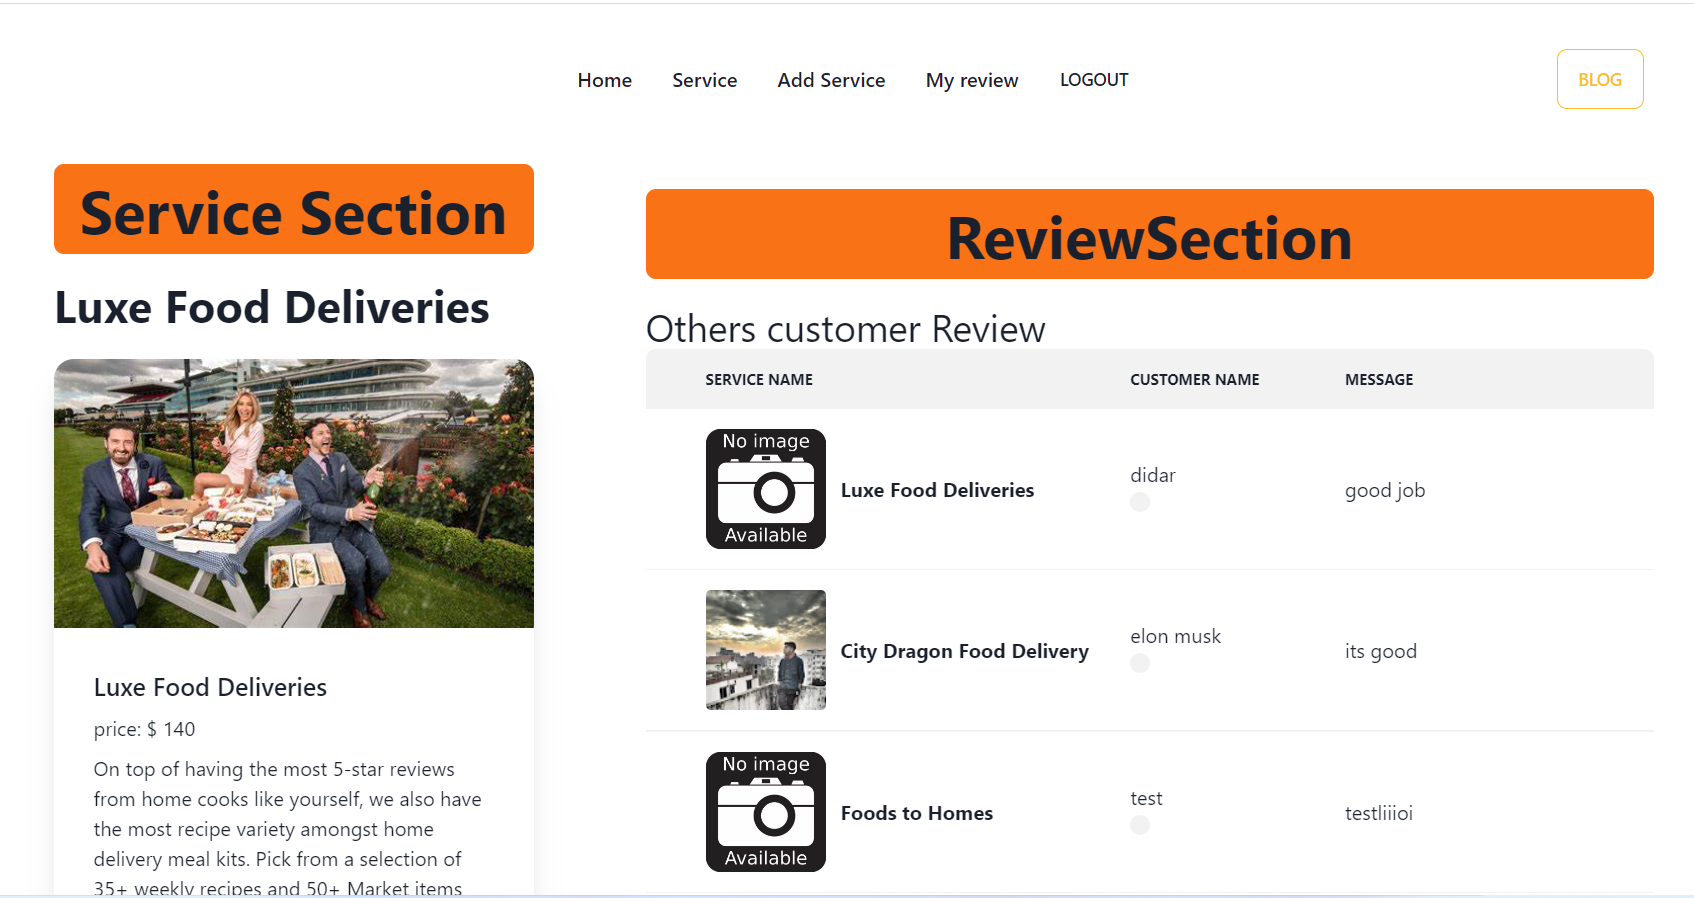 Home Service Add Service My review LOGOUT BLOG
Service Section
Luxe Food Deliveries
Luxe Food Deliveries
price: $ 140
On top of having the most 5-star reviews
from home cooks like yourself, we also have
the most recipe variety amongst home
delivery meal kits. Pick from a selection of
35+ weekly recipes and 50+ Market items
ReviewSection
Others customer Review
SERVICE NAME CUSTOMER NAME MESSAGE
No image
Available
Luxe Food Deliveries
didar
good job
City Dragon Food Delivery
elon musk
its good
No image
Available
Foods to Homes
test
testliiioi